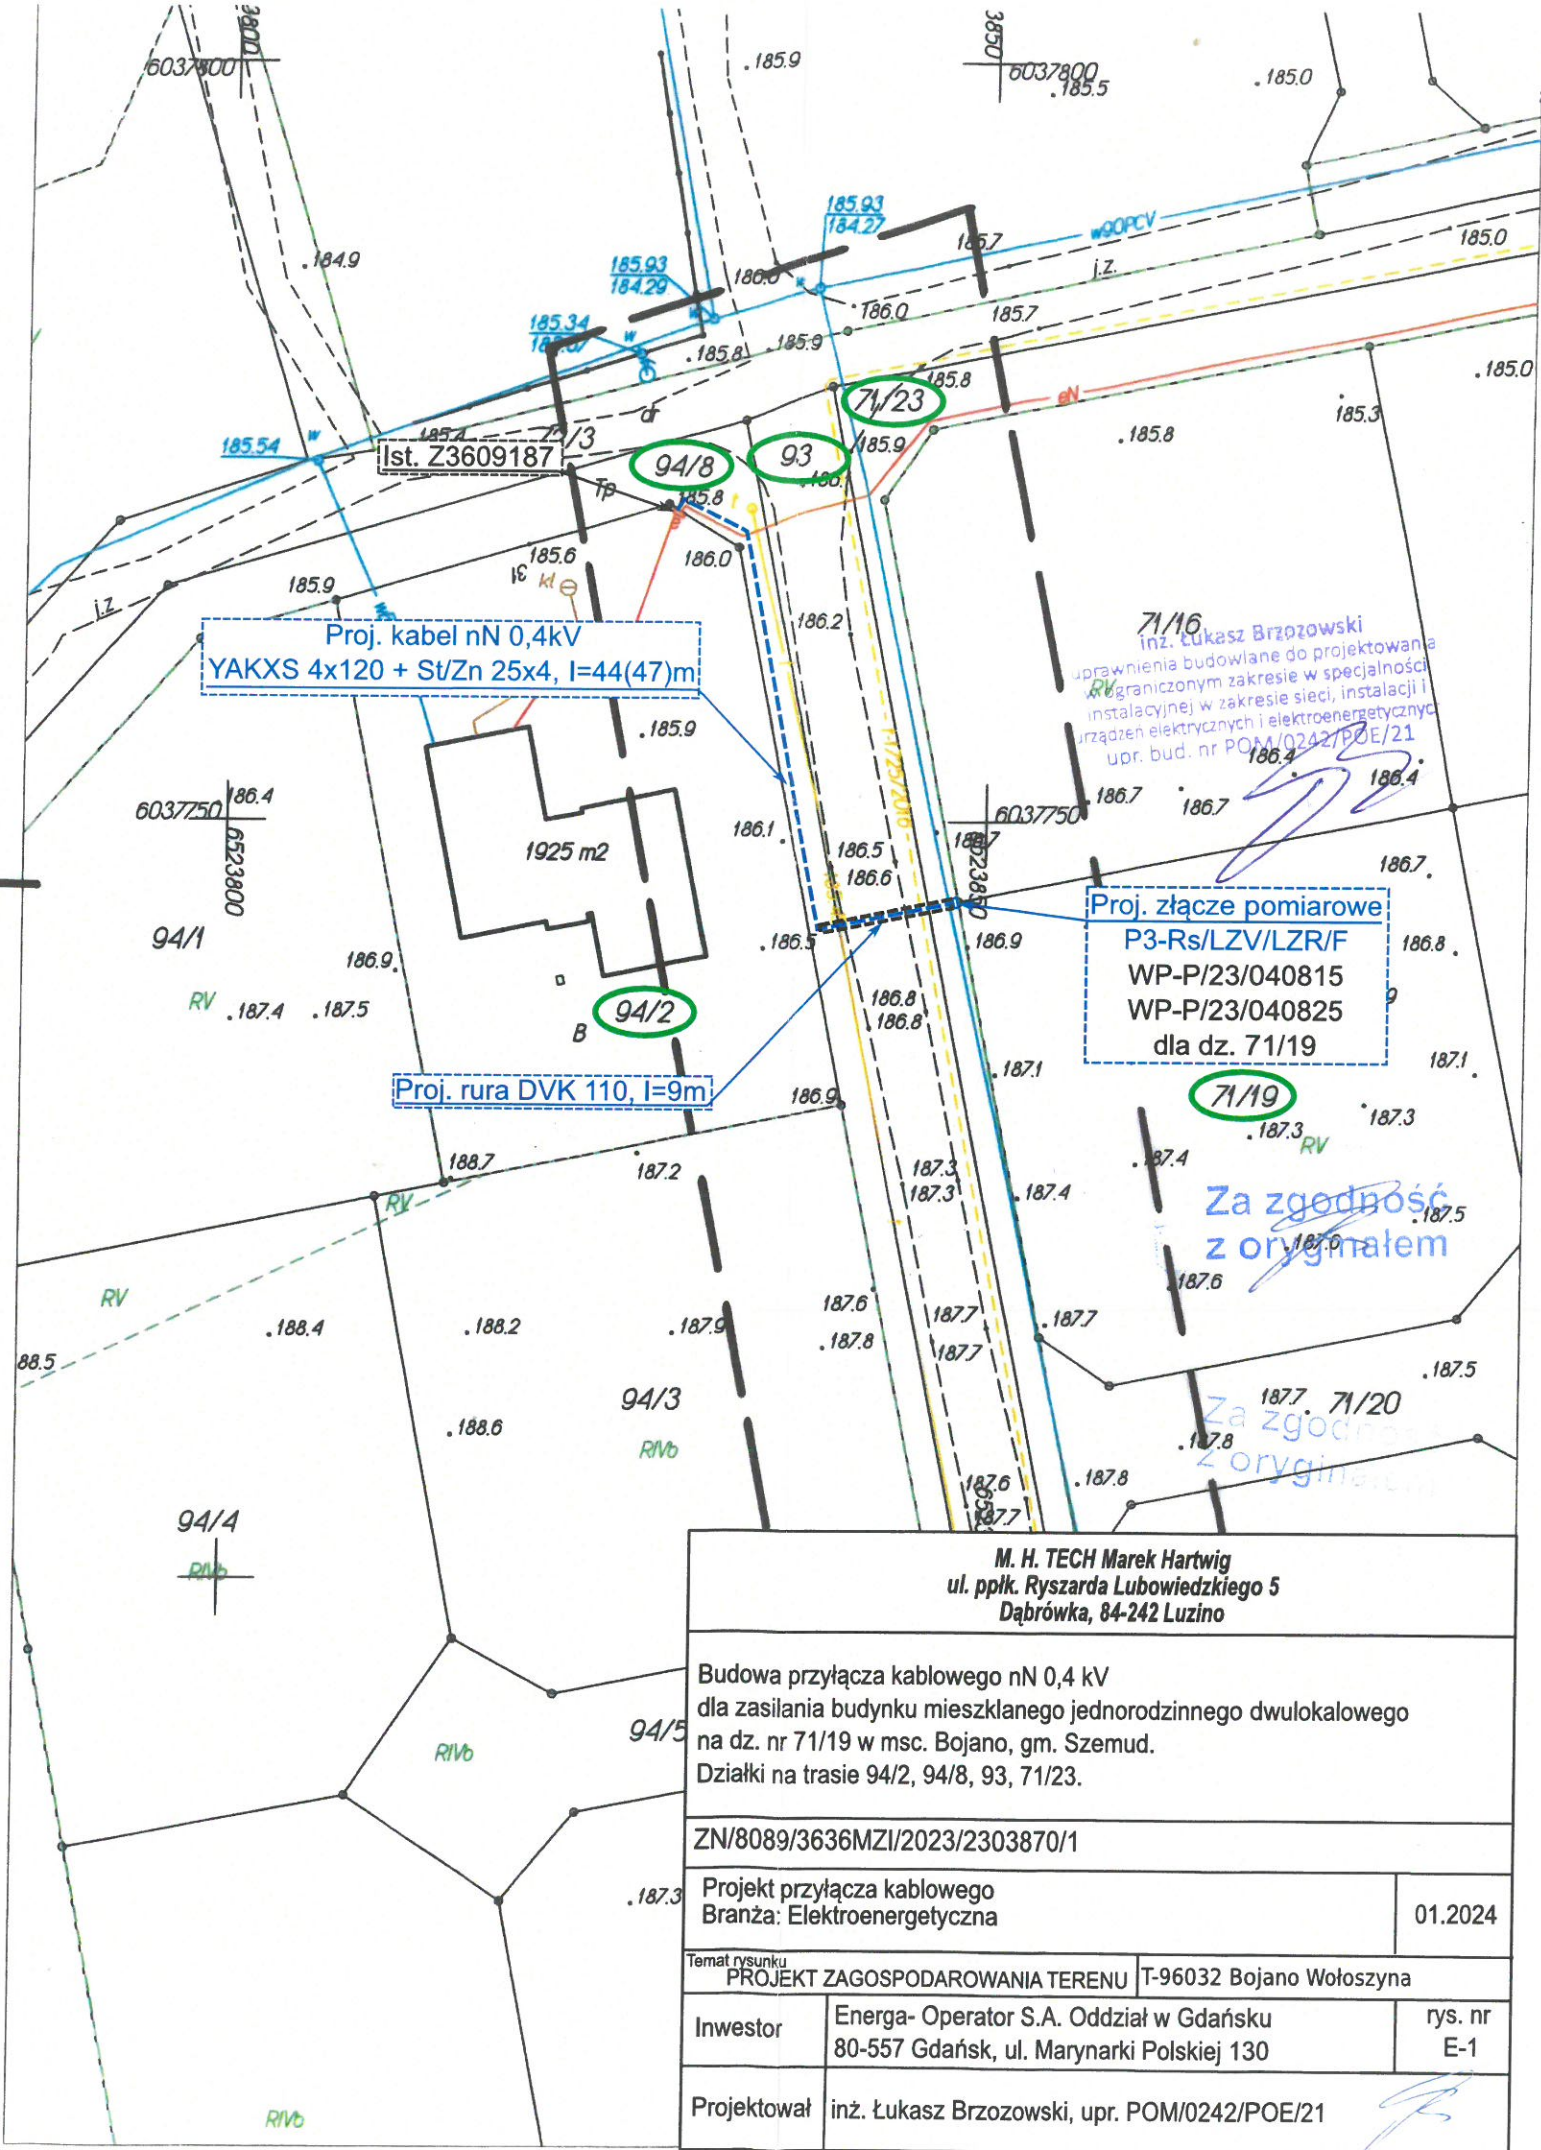 3800
6037800
3850
6037800
.185.9
.185.5
.185.0
185.93
184.27
w90PCV
185.7
185.0
.184.9
185.93
184.29
186.0
j.z.
w
185.34
w
w
186.0
185.7
.185.8
.185.9
185.8
.185.0
71/23
eN
185.3
dr
185.54
w
Ist. Z3609187
94/8
93
185.9
.185.8
Tp
185.8
t
185.6
186.0
31
kl
185.9
j.z.
Proj. kabel nN 0,4kV
YAKXS 4x120 + St/Zn 25x4, l=44(47)m
186.2
71/16
inż. Łukasz Brzozowski
uprawnienia budowlane do projektowania
w ograniczonym zakresie w specjalności
instalacyjnej w zakresie sieci, instalacji i
urządzeń elektrycznych i elektroenergetycznyc
upr. bud. nr POM/0242/POE/21
RV
.185.9
186.4
186.4
186.4
6037750
6523800
186.7
186.7
6037750
1925 m2
186.1
186.5
186.6
186.7.
Proj. złącze pomiarowe
P3-Rs/LZV/LZR/F
WP-P/23/040815
WP-P/23/040825
dla dz. 71/19
94/1
186.9
.186.5
186.9
186.8
RV
.187.4
.187.5
94/2
B
186.8
186.8
187.1
187.1
Proj. rura DVK 110, l=9m
186.9
71/19
187.3
.187.3
RV
188.7
187.2
187.3
187.3
187.4
.187.4
RV
Za zgodność
z oryginałem
.187.5
.187.6
187.6
RV
187.6
.188.4
.188.2
.187.9
187.7
.187.7
.187.8
187.7
88.5
.187.5
94/3
187.7.
71/20
Za zgod
z orygin
.188.6
RIVb
.187.8
187.6
.187.8
187.7
94/4
RIVb
M. H. TECH Marek Hartwig
ul. ppłk. Ryszarda Lubowiedzkiego 5
Dąbrówka, 84-242 Luzino
Budowa przyłącza kablowego nN 0,4 kV
dla zasilania budynku mieszklanego jednorodzinnego dwulokalowego
na dz. nr 71/19 w msc. Bojano, gm. Szemud.
Działki na trasie 94/2, 94/8, 93, 71/23.
94/5
RIVb
ZN/8089/3636MZI/2023/2303870/1
.187.3
Projekt przyłącza kablowego
Branża: Elektroenergetyczna
01.2024
Temat rysunku
PROJEKT ZAGOSPODAROWANIA TERENU
T-96032 Bojano Wołoszyna
Inwestor
Energa- Operator S.A. Oddział w Gdańsku
80-557 Gdańsk, ul. Marynarki Polskiej 130
rys. nr
E-1
Projektował
inż. Łukasz Brzozowski, upr. POM/0242/POE/21
RIVb